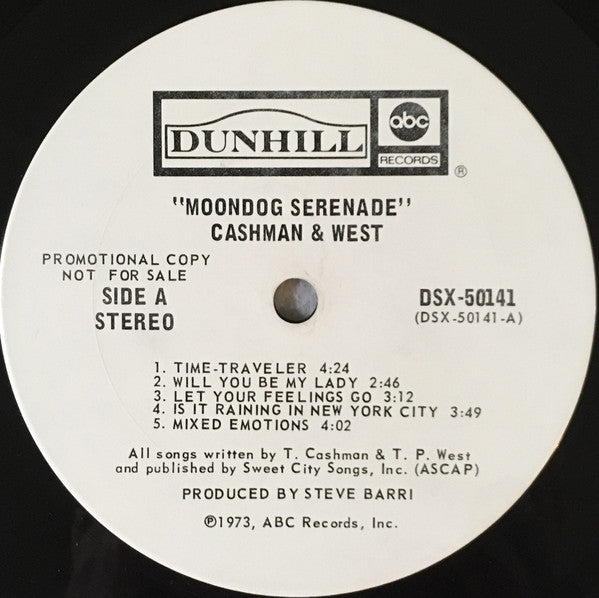 DUNHILL
abc
RECORDS
®
"MOONDOG SERENADE"
CASHMAN & WEST
PROMOTIONAL COPY
NOT FOR SALE
SIDE A
STEREO
DSX-50141
(DSX-50141-A)
1. TIME-TRAVELER 4:24
2. WILL YOU BE MY LADY 2:46
3. LET YOUR FEELINGS GO 3:12
4. IS IT RAINING IN NEW YORK CITY 3:49
5. MIXED EMOTIONS 4:02
All songs written by T. Cashman & T. P. West
and published by Sweet City Songs, Inc. (ASCAP)
PRODUCED BY STEVE BARRI
℗1973, ABC Records, Inc.